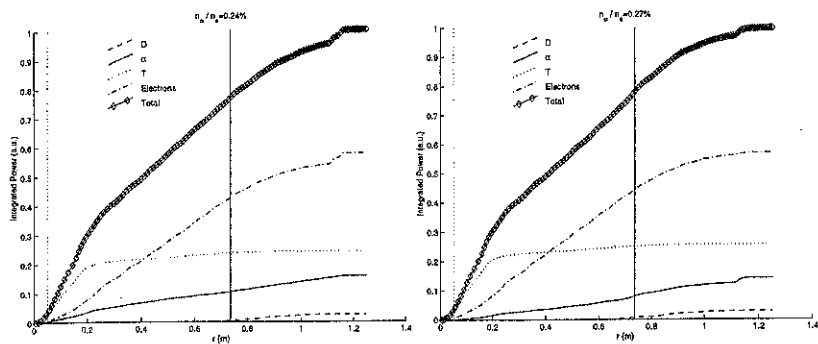 n_α / n_e=0.24%
D
α
T
Electrons
Total
Integrated Power (a.u.)
1
0.9
0.8
0.7
0.6
0.5
0.4
0.3
0.2
0.1
0
0 0.2 0.4 0.6 0.8 1 1.2 1.4
r (m)
n_α / n_e=0.27%
D
α
T
Electrons
Total
Integrated Power (a.u.)
1
0.9
0.8
0.7
0.6
0.5
0.4
0.3
0.2
0.1
0
0 0.2 0.4 0.6 0.8 1 1.2 1.4
r (m)